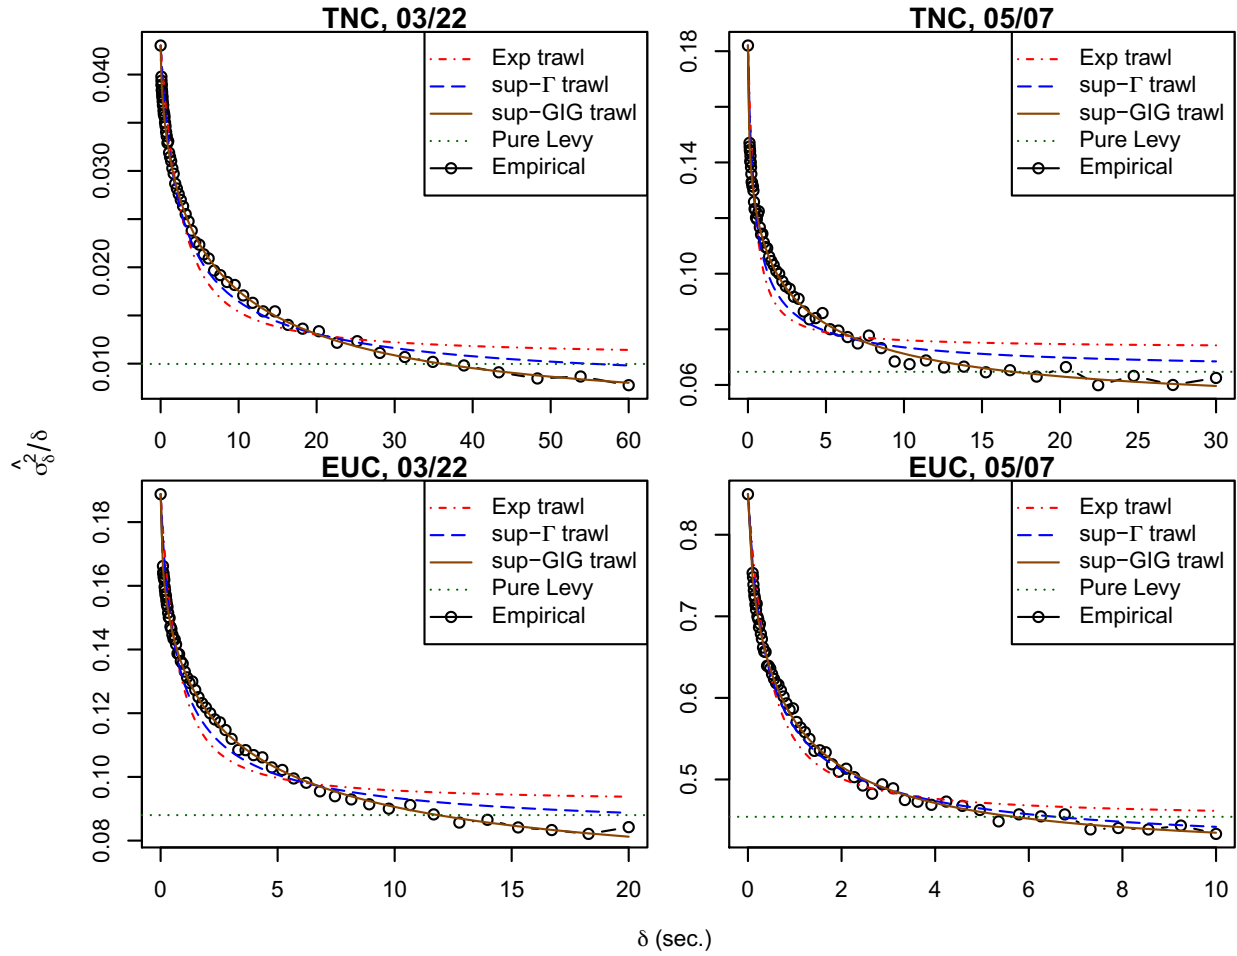 TNC, 03/22
Exp trawl
sup−Γ trawl
sup−GIG trawl
Pure Levy
Empirical
0.040
0.030
0.020
0.010
0 10 20 30 40 50 60
TNC, 05/07
Exp trawl
sup−Γ trawl
sup−GIG trawl
Pure Levy
Empirical
0.18
0.14
0.10
0.06
0 5 10 15 20 25 30
σ̂²δ/δ
EUC, 03/22
Exp trawl
sup−Γ trawl
sup−GIG trawl
Pure Levy
Empirical
0.18
0.16
0.14
0.12
0.10
0.08
0 5 10 15 20
EUC, 05/07
Exp trawl
sup−Γ trawl
sup−GIG trawl
Pure Levy
Empirical
0.8
0.7
0.6
0.5
0 2 4 6 8 10
δ (sec.)